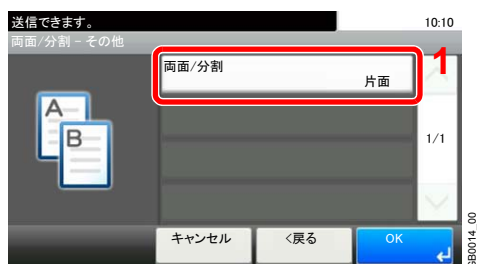 送信できます。
10:10
両面/分割 - その他
両面/分割
片面
1
A
B
1/1
キャンセル
<戻る
OK
GB0014_00